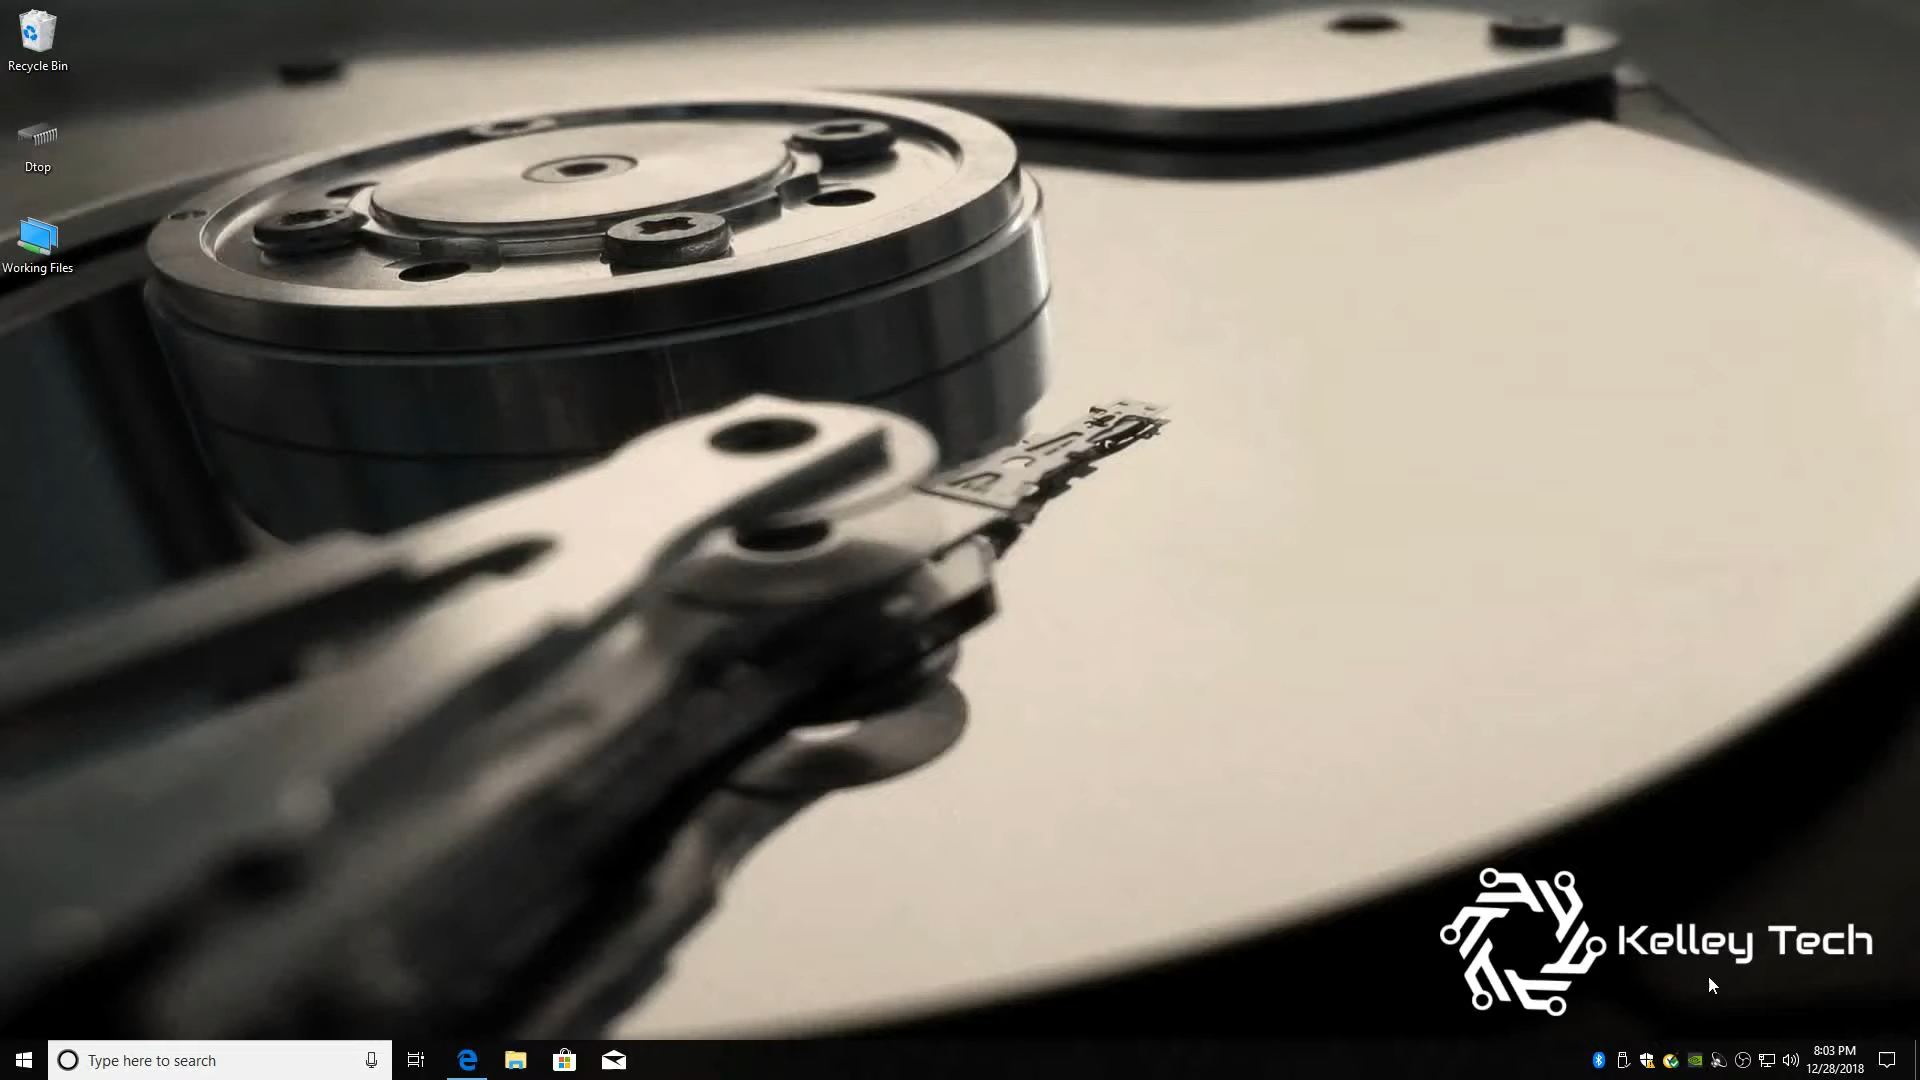 Recycle Bin
Dtop
Working Files
Kelley Tech
Type here to search
8:03 PM
12/28/2018